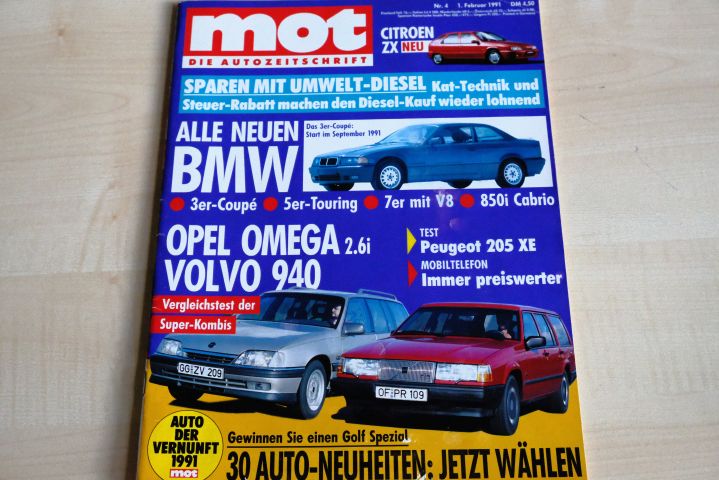 Nr. 4 1. Februar 1991 DM 4,50
mot
DIE AUTOZEITSCHRIFT
CITROEN
ZX NEU
SPAREN MIT UMWELT-DIESEL Kat-Technik und
Steuer-Rabatt machen den Diesel-Kauf wieder lohnend
ALLE NEUEN
BMW
Das 3er-Coupé:
Start im September 1991
3er-Coupé 5er-Touring 7er mit V8 850i Cabrio
OPEL OMEGA 2.6i
VOLVO 940
TEST
Peugeot 205 XE
MOBILTELEFON
Immer preiswerter
Vergleichstest der
Super-Kombis
GG-ZV 209
OF-PR 109
AUTO
DER
VERNUNFT
1991
mot
Gewinnen Sie einen Golf Spezial
30 AUTO-NEUHEITEN: JETZT WÄHLEN